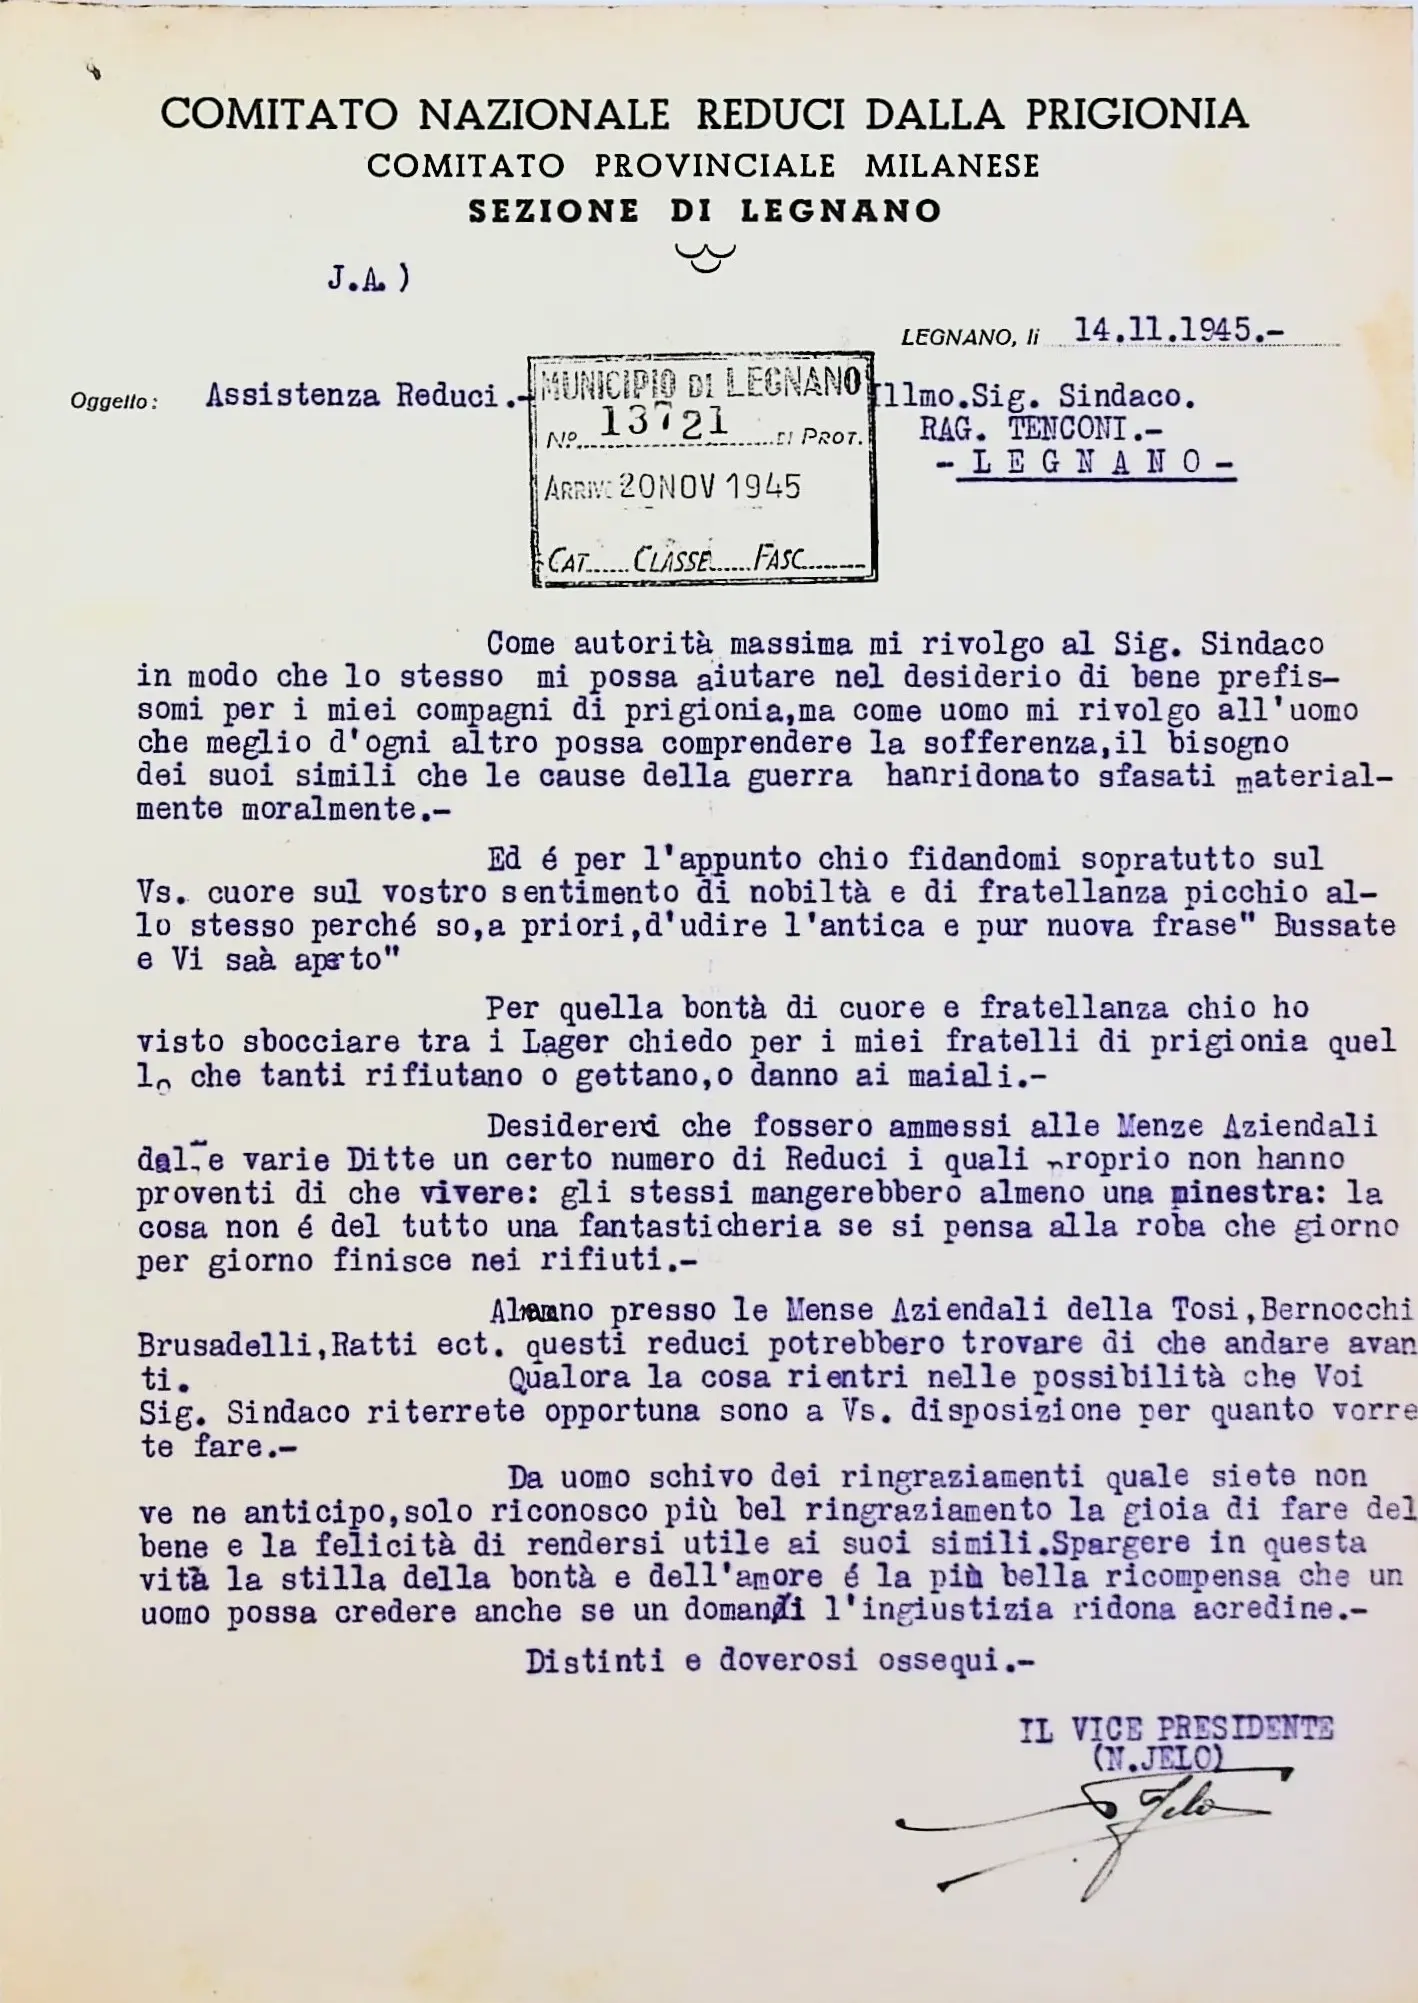 COMITATO NAZIONALE REDUCI DALLA PRIGIONIA
COMITATO PROVINCIALE MILANESE
SEZIONE DI LEGNANO
J.A.)
LEGNANO, li 14.11.1945.-
Oggetto: Assistenza Reduci.-
MUNICIPIO DI LEGNANO
No. 13721 DI PROT.
ARRIVO 20 NOV 1945
CAT...... CLASSE..... FASC.........
Illmo.Sig. Sindaco.
RAG. TENCONI.-
- L E G N A N O -
Come autorità massima mi rivolgo al Sig. Sindaco
in modo che lo stesso mi possa aiutare nel desiderio di bene prefis-
somi per i miei compagni di prigionia,ma come uomo mi rivolgo all'uomo
che meglio d'ogni altro possa comprendere la sofferenza,il bisogno
dei suoi simili che le cause della guerra hanridonato sfasati material-
mente moralmente.-
Ed é per l'appunto chio fidandomi sopratutto sul
Vs. cuore sul vostro sentimento di nobiltà e di fratellanza picchio al-
lo stesso perché so,a priori,d'udire l'antica e pur nuova frase" Bussate
e Vi saà aperto"
Per quella bontà di cuore e fratellanza chio ho
visto sbocciare tra i Lager chiedo per i miei fratelli di prigionia quel
lo che tanti rifiutano o gettano,o danno ai maiali.-
Desidererei che fossero ammessi alle Menze Aziendali
delle varie Ditte un certo numero di Reduci i quali proprio non hanno
proventi di che vivere: gli stessi mangerebbero almeno una minestra: la
cosa non é del tutto una fantasticheria se si pensa alla roba che giorno
per giorno finisce nei rifiuti.-
Almeno presso le Mense Aziendali della Tosi,Bernocchi
Brusadelli,Ratti ect. questi reduci potrebbero trovare di che andare avan
ti. Qualora la cosa rientri nelle possibilità che Voi
Sig. Sindaco riterrete opportuna sono a Vs. disposizione per quanto vorre
te fare.-
Da uomo schivo dei ringraziamenti quale siete non
ve ne anticipo,solo riconosco più bel ringraziamento la gioia di fare del
bene e la felicità di rendersi utile ai suoi simili.Spargere in questa
vità la stilla della bontà e dell'amore é la più bella ricompensa che un
uomo possa credere anche se un domandi l'ingiustizia ridona acredine.-
Distinti e doverosi ossequi.-
IL VICE PRESIDENTE
(N.JELO)
Jelo